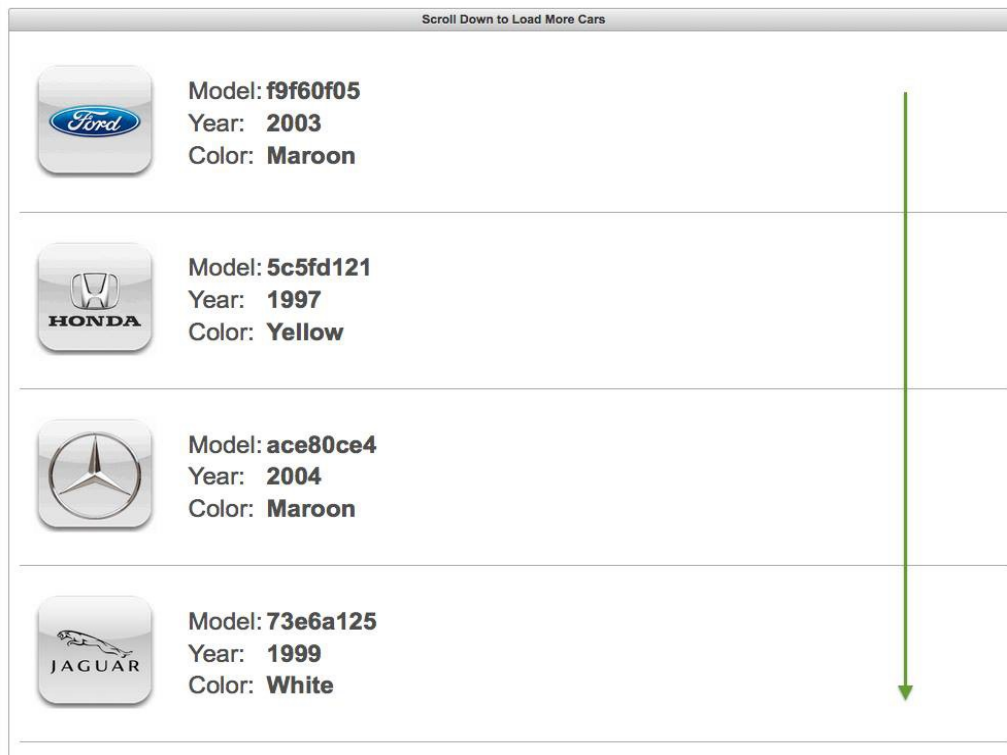 Scroll Down to Load More Cars
Ford
Model: f9f60f05
Year: 2003
Color: Maroon
HONDA
Model: 5c5fd121
Year: 1997
Color: Yellow
Model: ace80ce4
Year: 2004
Color: Maroon
JAGUAR
Model: 73e6a125
Year: 1999
Color: White